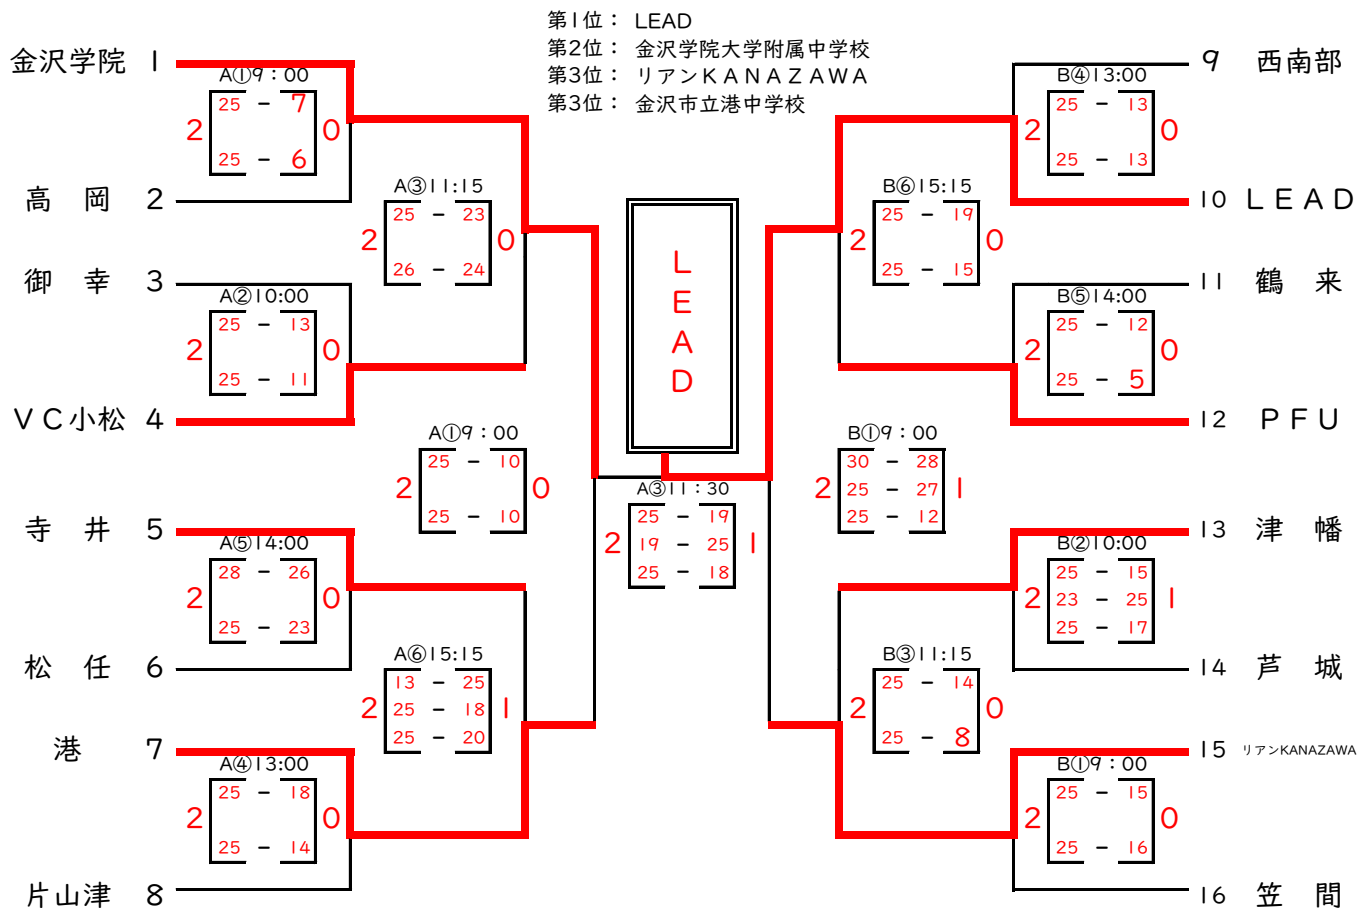 第1位： LEAD
第2位： 金沢学院大学附属中学校
第3位： リアンＫＡＮＡＺＡＷＡ
第3位： 金沢市立港中学校
金沢学院 1
A①9：00
2 25 - 7 0
25 - 6
高　岡 2
A③11:15
2 25 - 23 0
26 - 24
御　幸 3
A②10:00
2 25 - 13 0
25 - 11
ＶＣ小松 4
A①9：00
2 25 - 10 0
25 - 10
寺　井 5
A⑤14:00
2 28 - 26 0
25 - 23
松　任 6
A⑥15:15
2 13 - 25 1
25 - 18
25 - 20
港 7
A④13:00
2 25 - 18 0
25 - 14
片山津 8
L
E
A
D
A③11：30
2 25 - 19 1
19 - 25
25 - 18
9 西南部
B④13:00
2 25 - 13 0
25 - 13
10 ＬＥＡＤ
B⑥15:15
2 25 - 19 0
25 - 15
11 鶴　来
B⑤14:00
2 25 - 12 0
25 - 5
12 ＰＦＵ
B①9：00
2 30 - 28 1
25 - 27
25 - 12
13 津　幡
B②10:00
2 25 - 15 1
23 - 25
25 - 17
14 芦　城
B③11:15
2 25 - 14 0
25 - 8
15 リアンKANAZAWA
B①9：00
2 25 - 15 0
25 - 16
16 笠　間